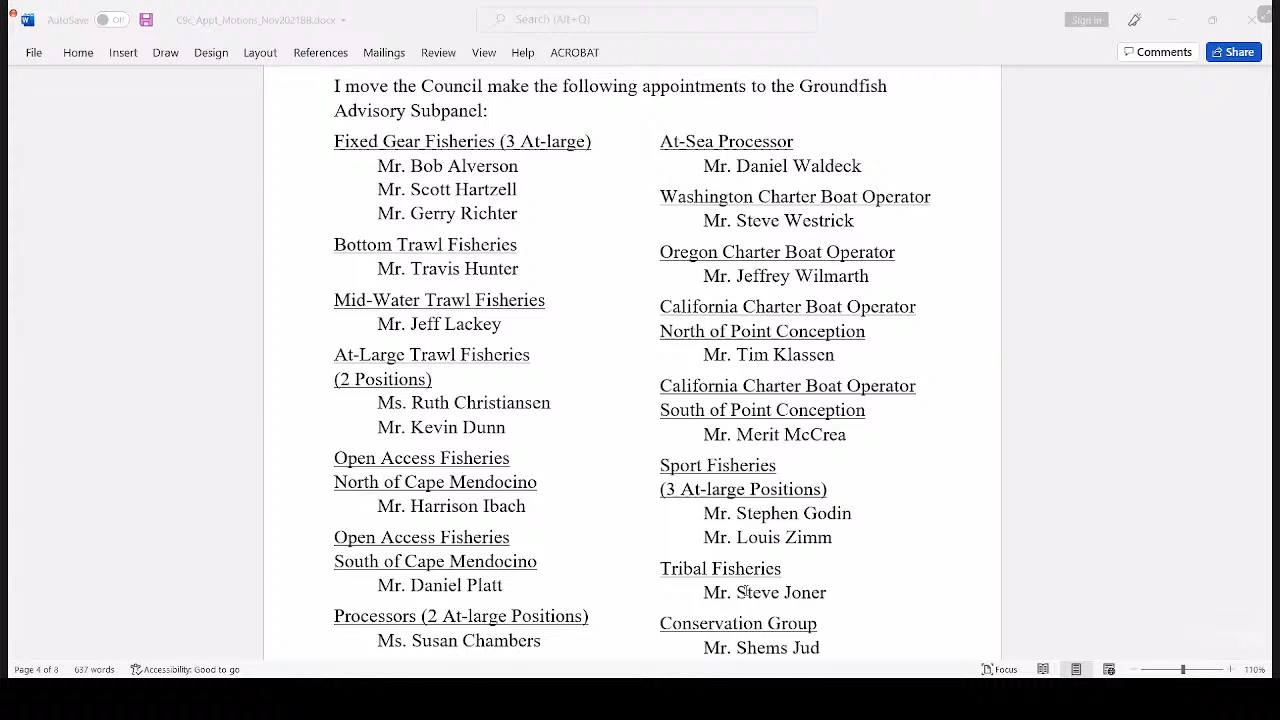 AutoSave Off C9c_Appt_Motions_Nov2021BB.docx Search (Alt+Q) Sign in
File Home Insert Draw Design Layout References Mailings Review View Help ACROBAT Comments Share
I move the Council make the following appointments to the Groundfish
Advisory Subpanel:
Fixed Gear Fisheries (3 At-large)
Mr. Bob Alverson
Mr. Scott Hartzell
Mr. Gerry Richter
Bottom Trawl Fisheries
Mr. Travis Hunter
Mid-Water Trawl Fisheries
Mr. Jeff Lackey
At-Large Trawl Fisheries
(2 Positions)
Ms. Ruth Christiansen
Mr. Kevin Dunn
Open Access Fisheries
North of Cape Mendocino
Mr. Harrison Ibach
Open Access Fisheries
South of Cape Mendocino
Mr. Daniel Platt
Processors (2 At-large Positions)
Ms. Susan Chambers
At-Sea Processor
Mr. Daniel Waldeck
Washington Charter Boat Operator
Mr. Steve Westrick
Oregon Charter Boat Operator
Mr. Jeffrey Wilmarth
California Charter Boat Operator
North of Point Conception
Mr. Tim Klassen
California Charter Boat Operator
South of Point Conception
Mr. Merit McCrea
Sport Fisheries
(3 At-large Positions)
Mr. Stephen Godin
Mr. Louis Zimm
Tribal Fisheries
Mr. Steve Joner
Conservation Group
Mr. Shems Jud
Page 4 of 8 637 words Accessibility: Good to go Focus 110%